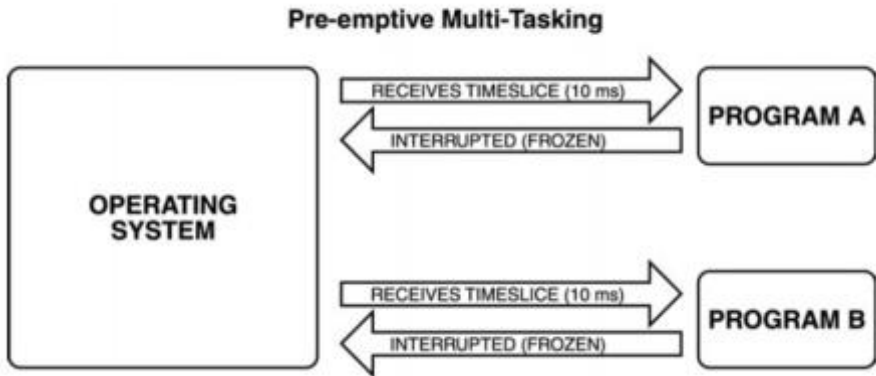 Pre-emptive Multi-Tasking
RECEIVES TIMESLICE (10 ms)
PROGRAM A
INTERRUPTED (FROZEN)
OPERATING
SYSTEM
RECEIVES TIMESLICE (10 ms)
PROGRAM B
INTERRUPTED (FROZEN)